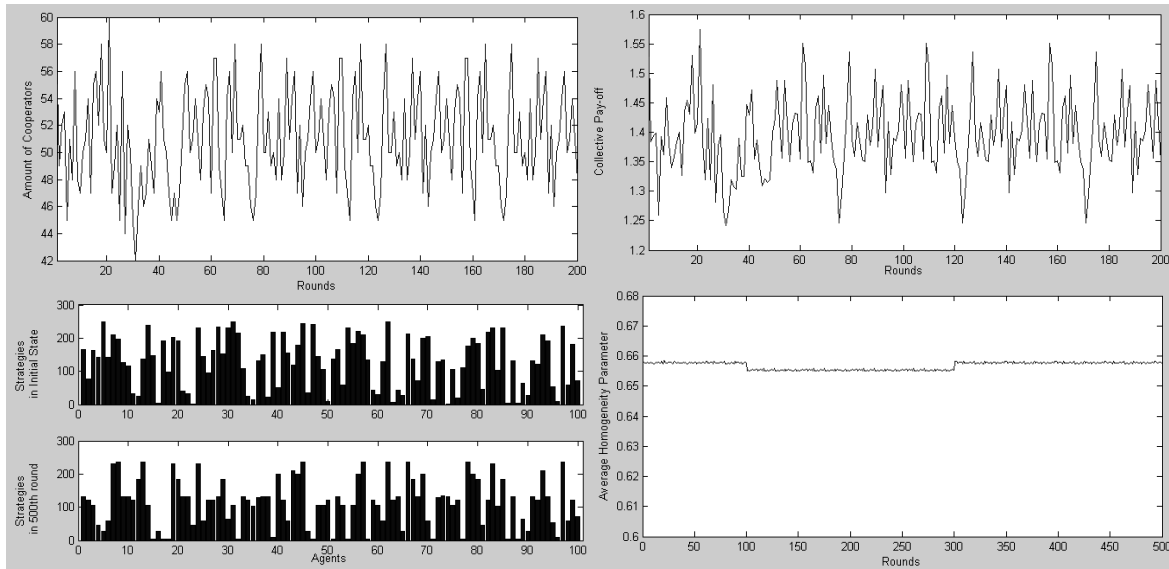 60
58
56
54
52
50
48
46
44
42
Amount of Cooperators
20 40 60 80 100 120 140 160 180 200
Rounds
1.55
1.5
1.45
1.4
1.35
1.3
1.25
1.2
Collective Pay-off
20 40 60 80 100 120 140 160 180 200
Rounds
300
200
100
0
Strategies
in Initial State
0 10 20 30 40 50 60 70 80 90 100
300
200
100
0
Strategies
in 500th round
0 10 20 30 40 50 60 70 80 90 100
Agents
0.68
0.67
0.66
0.65
0.64
0.63
0.62
0.61
0.6
Average Homogeneity Parameter
0 50 100 150 200 250 300 350 400 450 500
Rounds